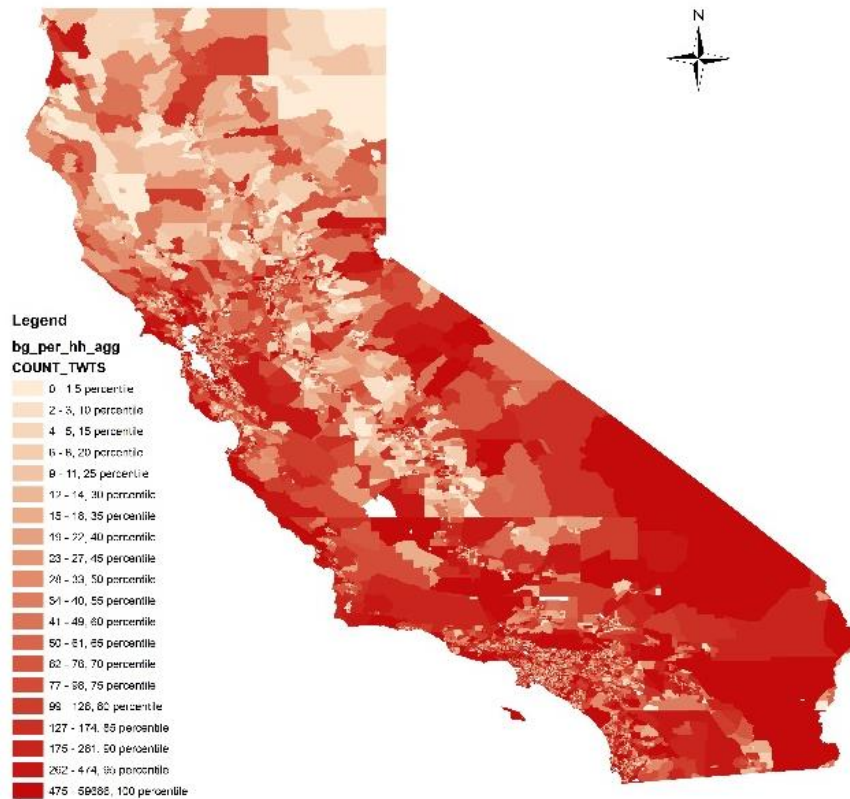 N
Legend
bg_per_hh_agg
COUNT_TWTS
0 - 1.5 percentile
2 - 3, 10 percentile
4 - 5, 15 percentile
6 - 8, 20 percentile
9 - 11, 25 percentile
12 - 14, 30 percentile
15 - 18, 35 percentile
19 - 22, 40 percentile
23 - 27, 45 percentile
28 - 33, 50 percentile
34 - 40, 55 percentile
41 - 49, 60 percentile
50 - 61, 65 percentile
62 - 76, 70 percentile
77 - 98, 75 percentile
99 - 126, 80 percentile
127 - 174, 85 percentile
175 - 261, 90 percentile
262 - 474, 95 percentile
475 - 59686, 100 percentile